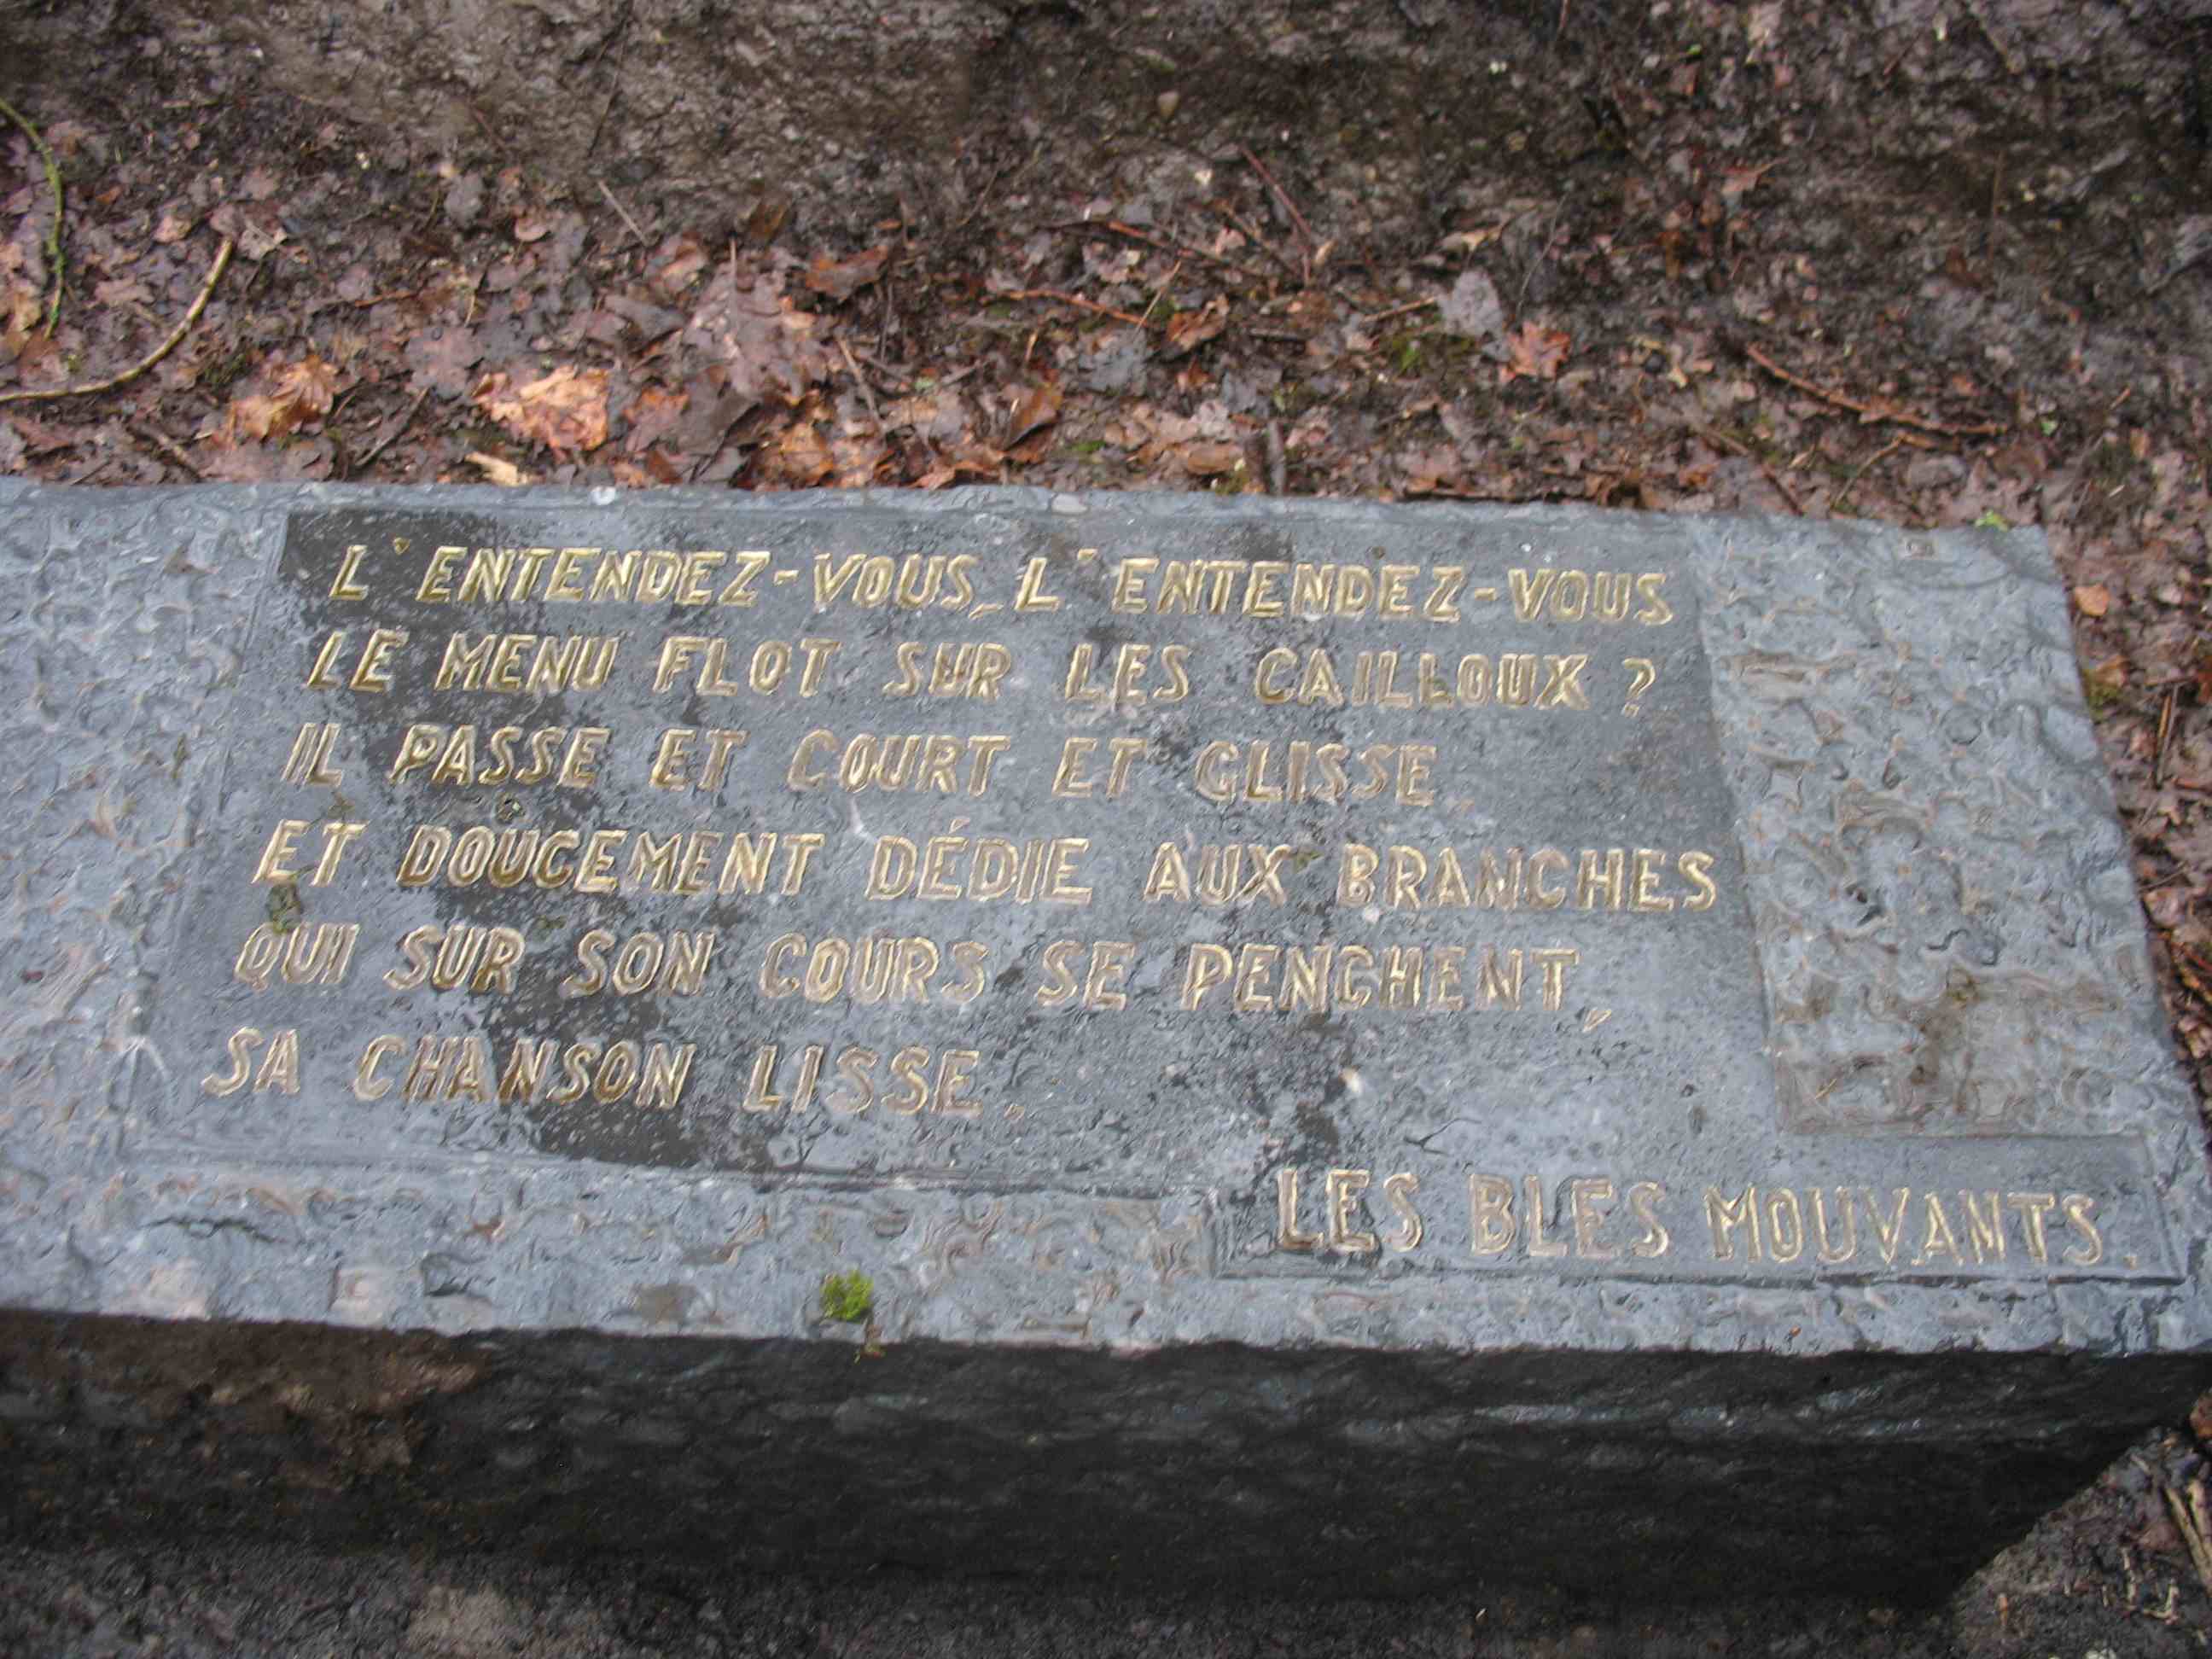 L'ENTENDEZ-VOUS, L'ENTENDEZ-VOUS
LE MENU FLOT SUR LES CAILLOUX ?
IL PASSE ET COURT ET GLISSE
ET DOUCEMENT DÉDIE AUX BRANCHES
QUI SUR SON COURS SE PENCHENT,
SA CHANSON LISSE.
LES BLES MOUVANTS.